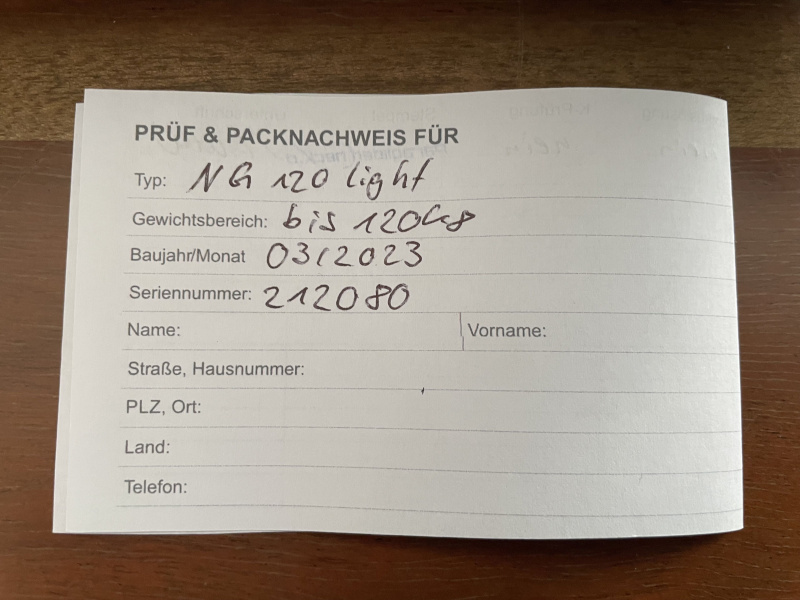 PRÜF & PACKNACHWEIS FÜR
Typ: NG 120 light
Gewichtsbereich: bis 120kg
Baujahr/Monat 03/2023
Seriennummer: 212080
Name: Vorname:
Straße, Hausnummer:
PLZ, Ort:
Land:
Telefon: